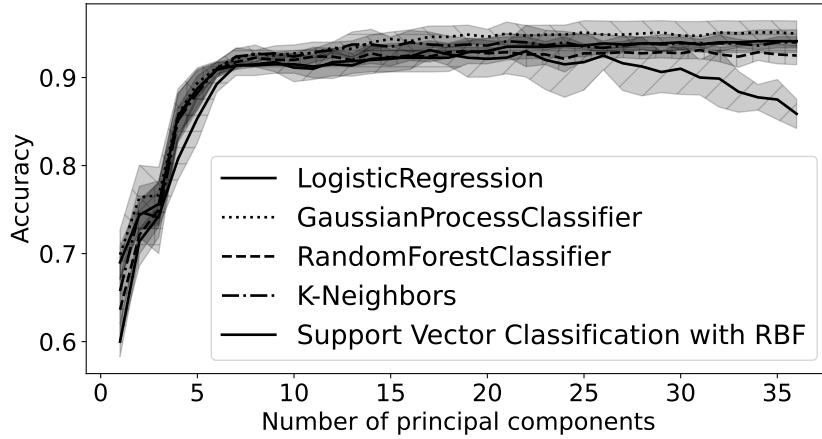 0.9
0.8
0.7
0.6
Accuracy
LogisticRegression
GaussianProcessClassifier
RandomForestClassifier
K-Neighbors
Support Vector Classification with RBF
0 5 10 15 20 25 30 35
Number of principal components